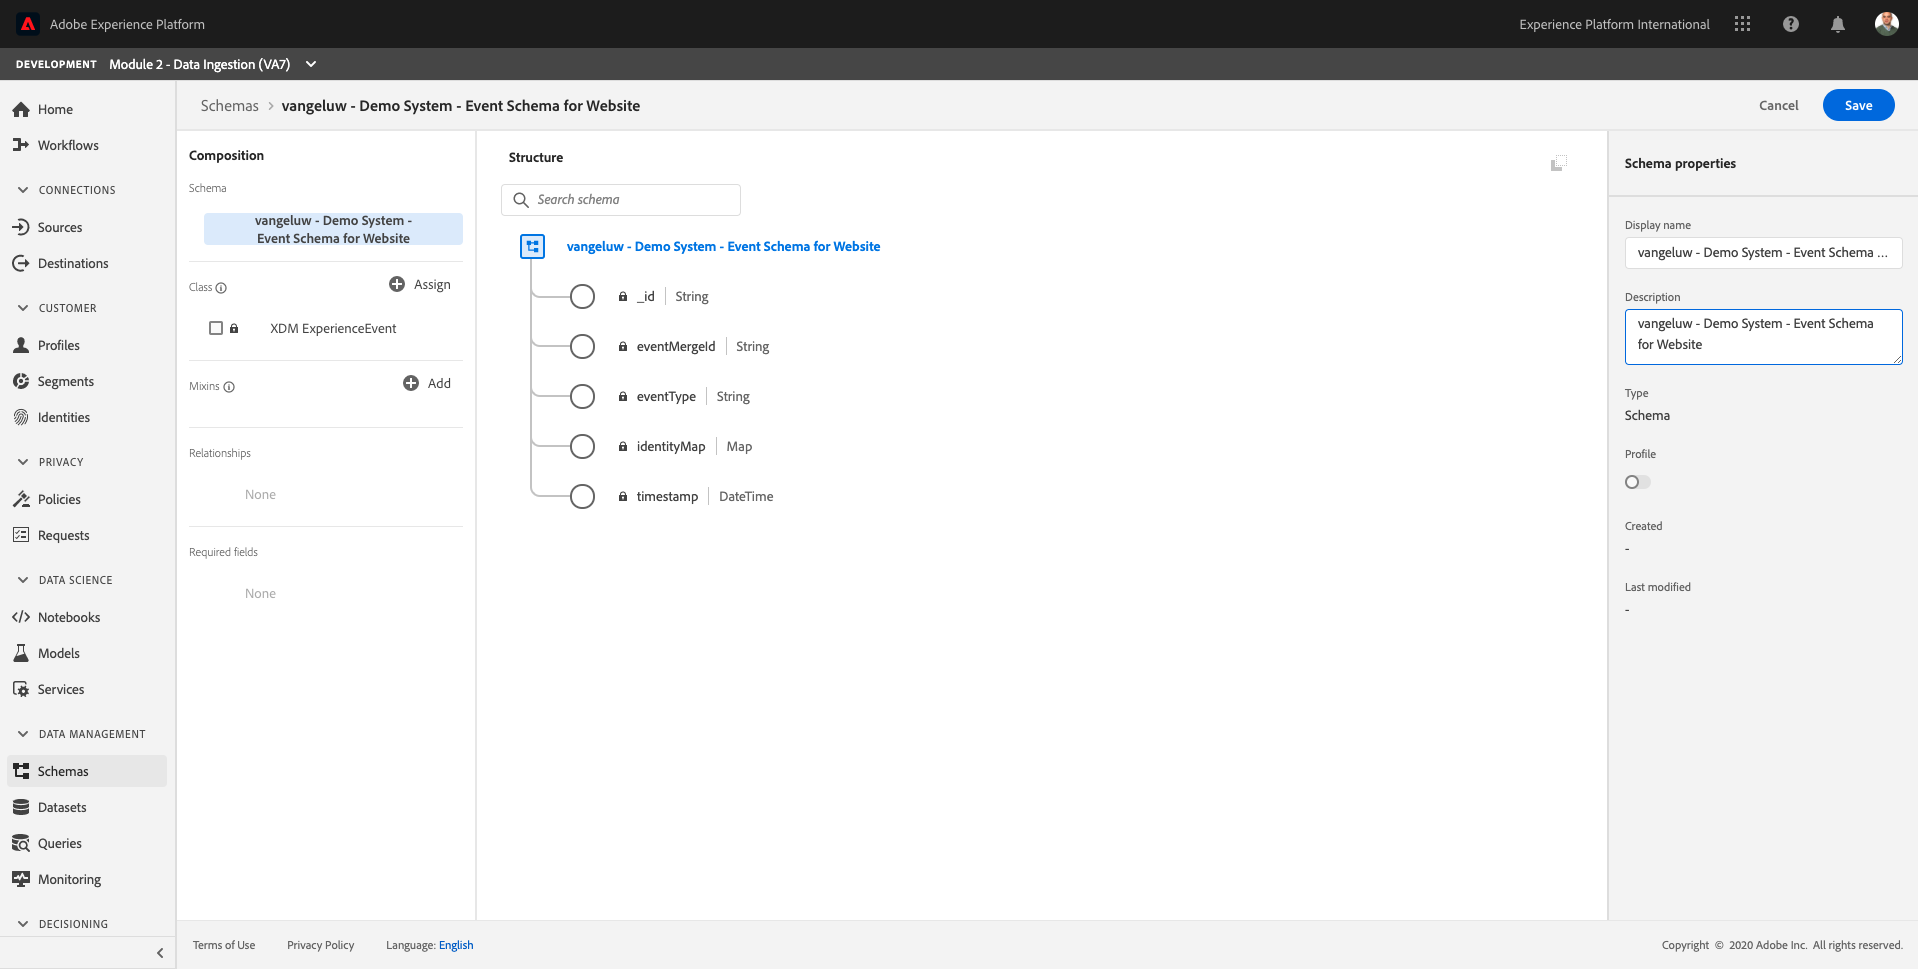 Adobe Experience Platform
Experience Platform International
DEVELOPMENT Module 2 - Data Ingestion (VA7)
Home
Workflows
CONNECTIONS
Sources
Destinations
CUSTOMER
Profiles
Segments
Identities
PRIVACY
Policies
Requests
DATA SCIENCE
Notebooks
Models
Services
DATA MANAGEMENT
Schemas
Datasets
Queries
Monitoring
DECISIONING
Schemas > vangeluw - Demo System - Event Schema for Website
Cancel
Save
Composition
Schema
vangeluw - Demo System -
Event Schema for Website
Class
Assign
XDM ExperienceEvent
Mixins
Add
Relationships
None
Required fields
None
Structure
Search schema
vangeluw - Demo System - Event Schema for Website
_id String
eventMergeId String
eventType String
identityMap Map
timestamp DateTime
Schema properties
Display name
vangeluw - Demo System - Event Schema ...
Description
vangeluw - Demo System - Event Schema
for Website
Type
Schema
Profile
Created
-
Last modified
-
Terms of Use
Privacy Policy
Language: English
Copyright © 2020 Adobe Inc. All rights reserved.